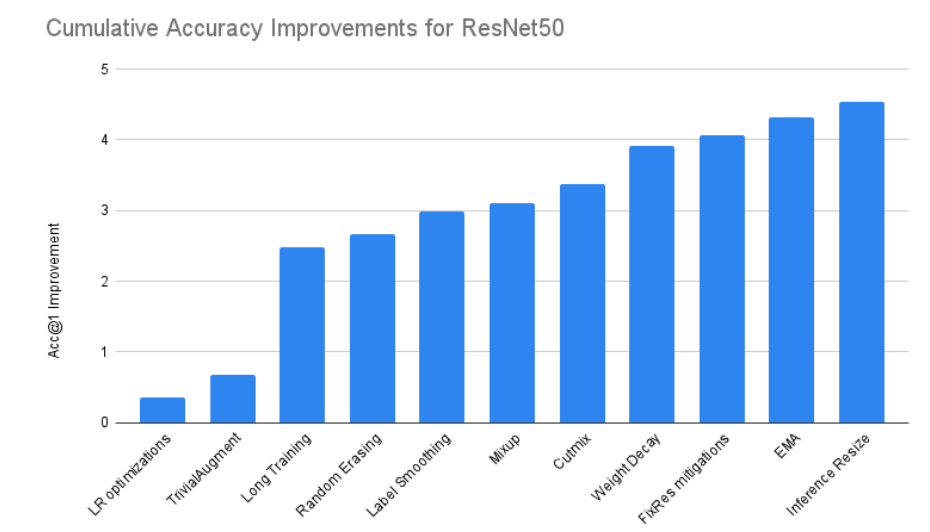 Cumulative Accuracy Improvements for ResNet50
5
4
3
2
1
0
Acc@1 Improvement
LR optimizations
TrivialAugment
Long Training
Random Erasing
Label Smoothing
Mixup
Cutmix
Weight Decay
FixRes mitigations
EMA
Inference Resize